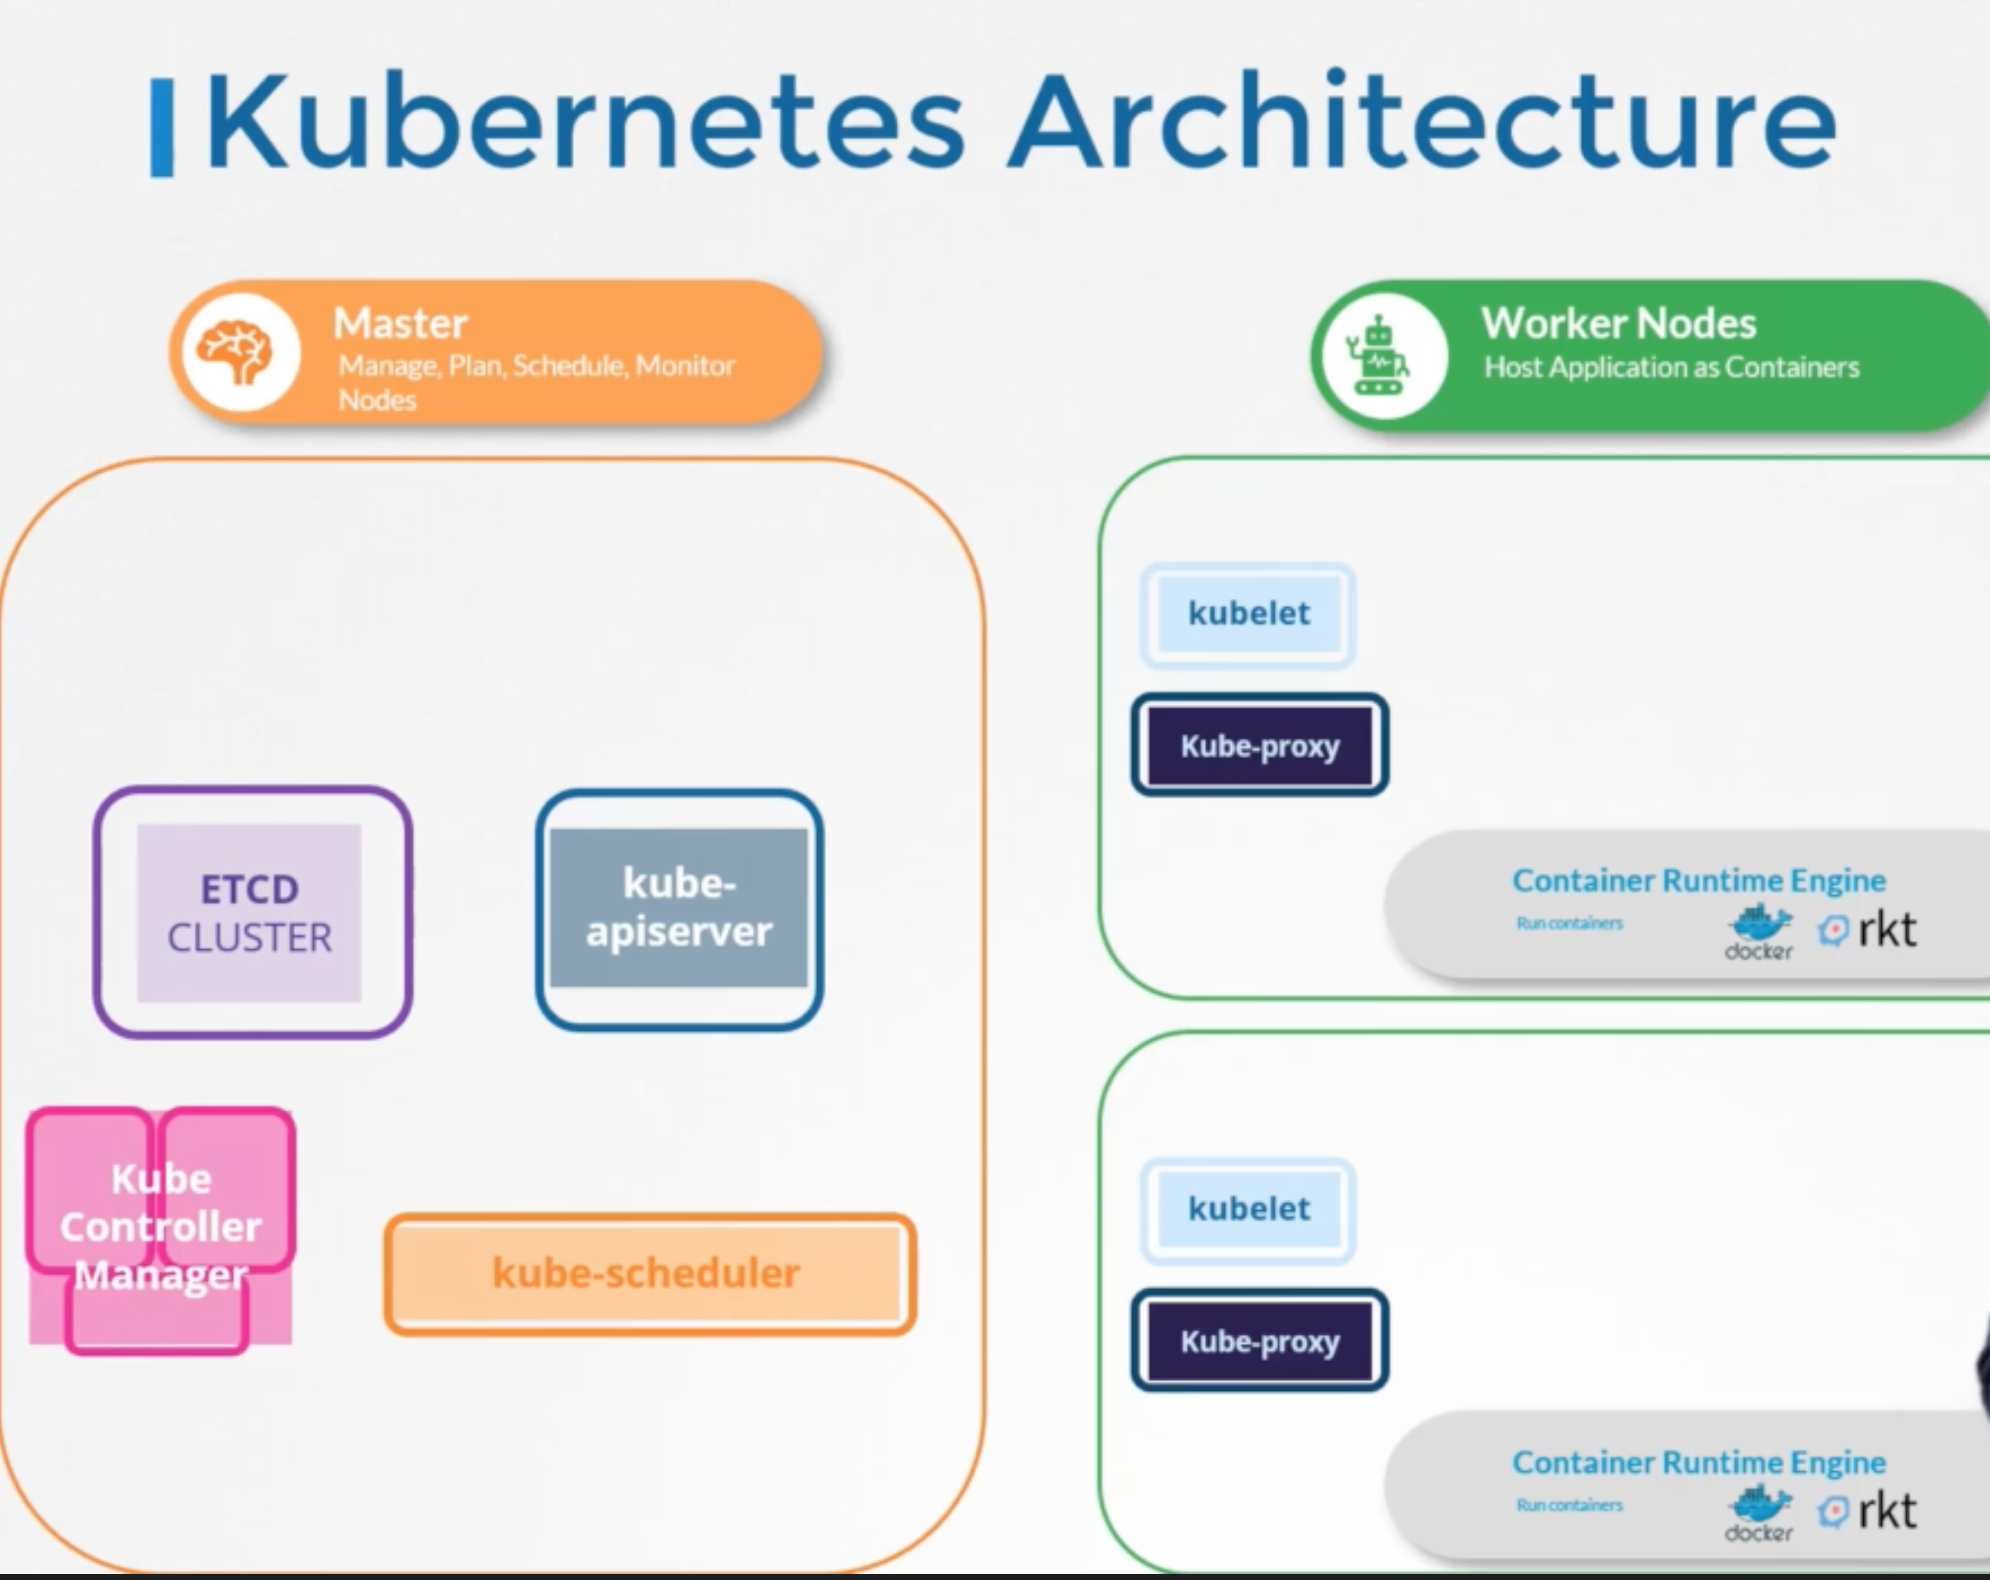 Kubernetes Architecture
Master
Manage, Plan, Schedule, Monitor
Nodes
Worker Nodes
Host Application as Containers
ETCD
CLUSTER
kube-
apiserver
Kube
Controller
Manager
kube-scheduler
kubelet
Kube-proxy
Container Runtime Engine
Run containers
docker
rkt
kubelet
Kube-proxy
Container Runtime Engine
Run containers
docker
rkt